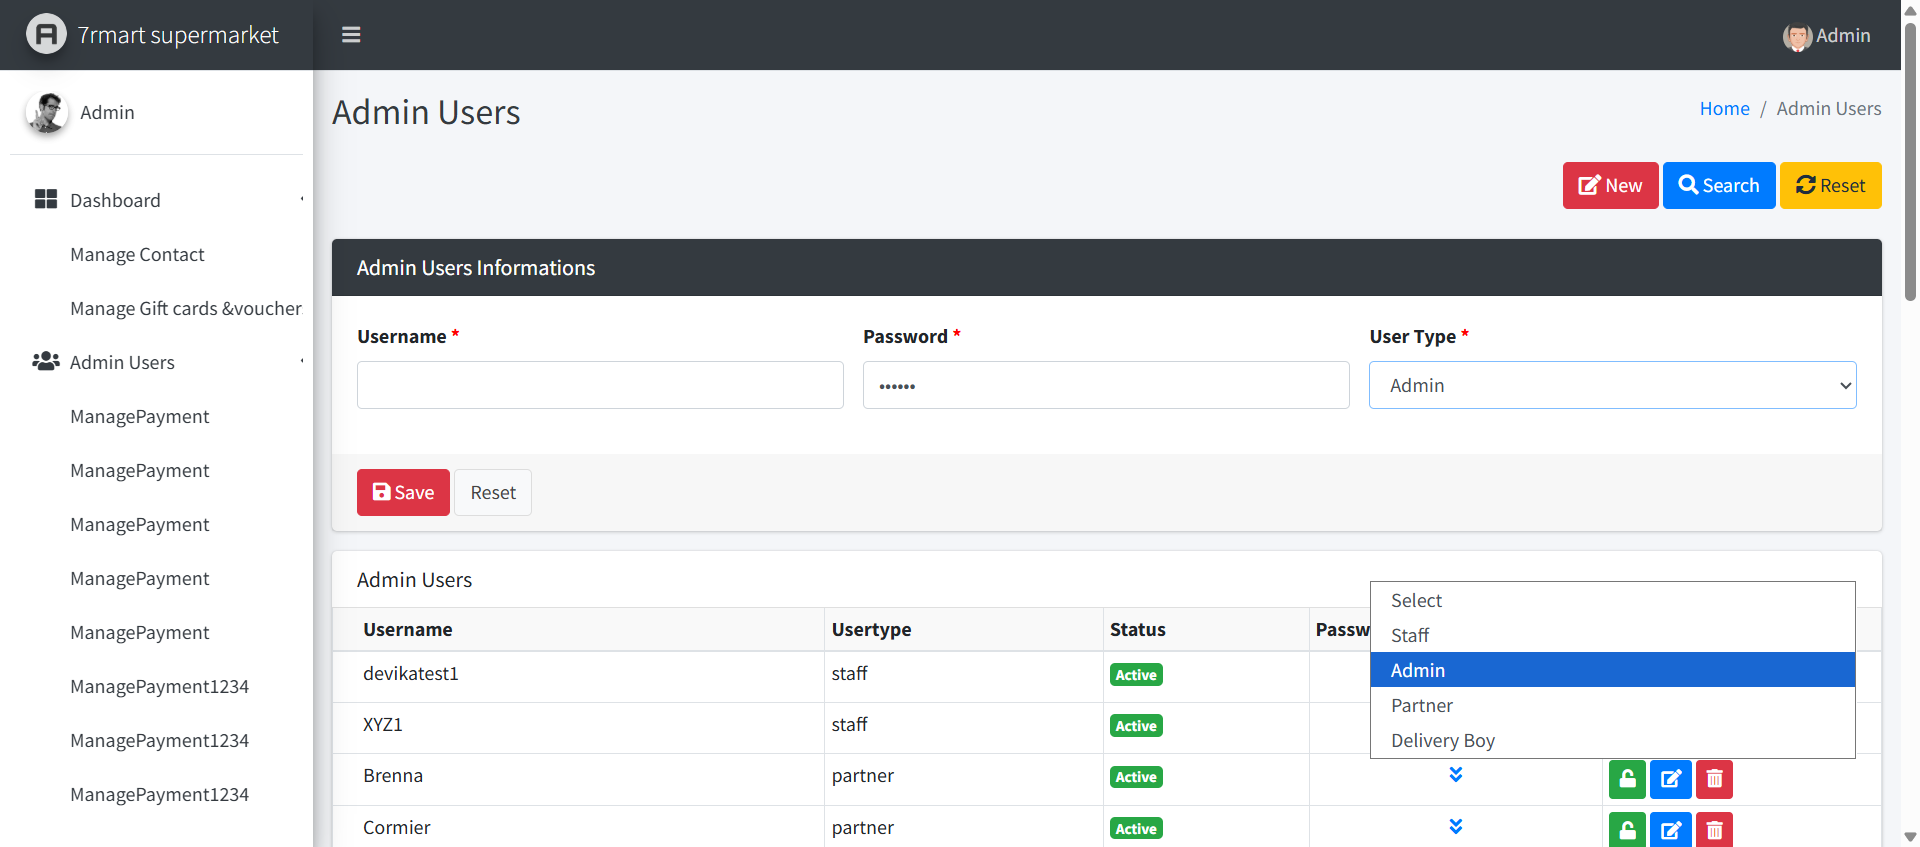 7rmart supermarket
Admin
Admin
Dashboard
Manage Contact
Manage Gift cards &voucher
Admin Users
ManagePayment
ManagePayment
ManagePayment
ManagePayment
ManagePayment
ManagePayment1234
ManagePayment1234
ManagePayment1234
Admin Users
Home / Admin Users
New Search Reset
Admin Users Informations
Username * Password * User Type *
•••••• Admin
Save Reset
Admin Users
Select
Staff
Admin
Partner
Delivery Boy
Username Usertype Status Passw
devikatest1 staff Active
XYZ1 staff Active
Brenna partner Active
Cormier partner Active